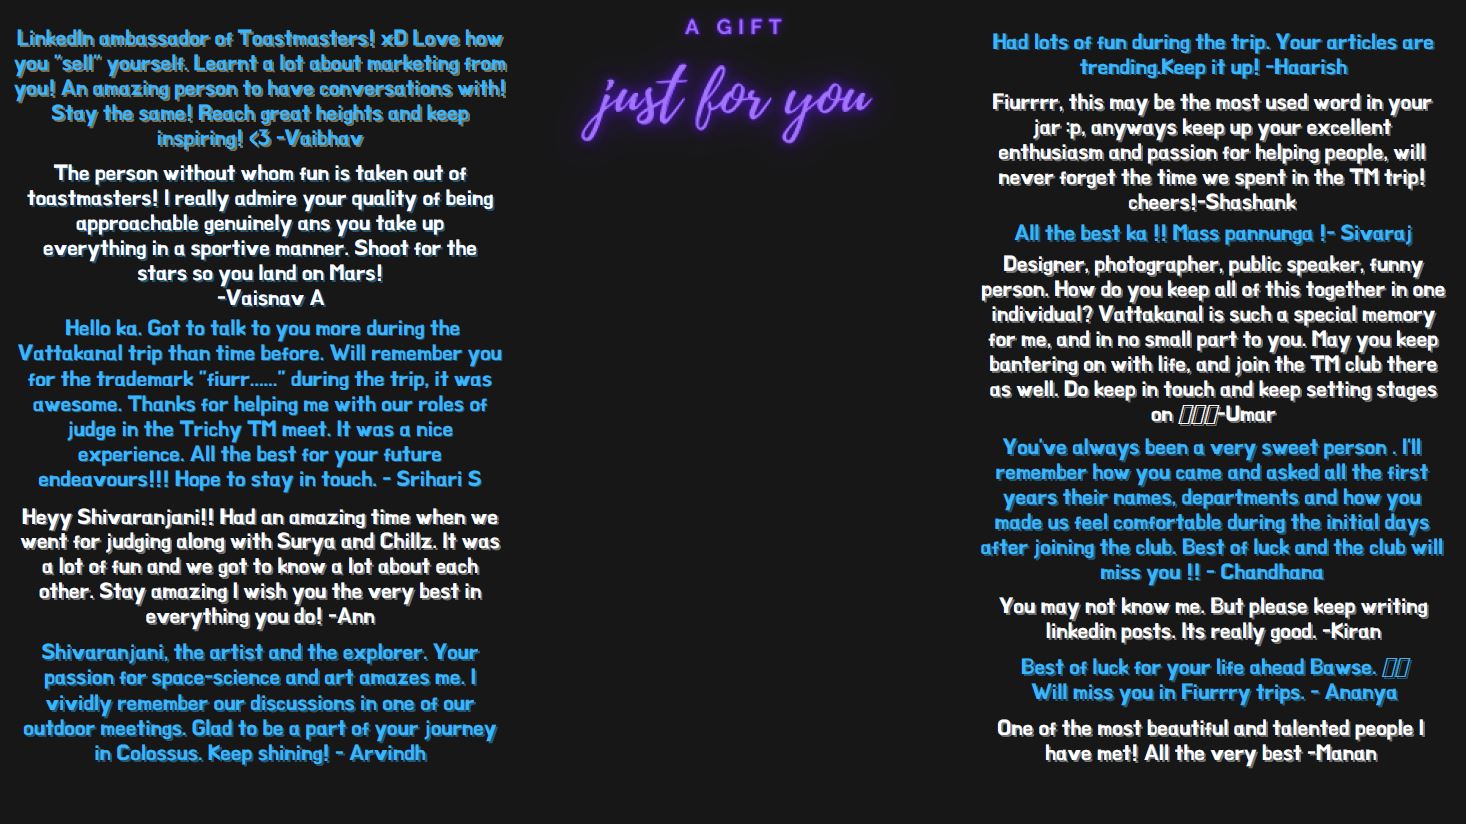 A GIFT
just for you
LinkedIn ambassador of Toastmasters! xD Love how
you "sell" yourself. Learnt a lot about marketing from
you! An amazing person to have conversations with!
Stay the same! Reach great heights and keep
inspiring! <3 -Vaibhav
The person without whom fun is taken out of
toastmasters! I really admire your quality of being
approachable genuinely ans you take up
everything in a sportive manner. Shoot for the
stars so you land on Mars!
-Vaisnav A
Hello ka. Got to talk to you more during the
Vattakanal trip than time before. Will remember you
for the trademark "fiurr......" during the trip, it was
awesome. Thanks for helping me with our roles of
judge in the Trichy TM meet. It was a nice
experience. All the best for your future
endeavours!!! Hope to stay in touch. - Srihari S
Heyy Shivaranjani!! Had an amazing time when we
went for judging along with Surya and Chillz. It was
a lot of fun and we got to know a lot about each
other. Stay amazing I wish you the very best in
everything you do! -Ann
Shivaranjani, the artist and the explorer. Your
passion for space-science and art amazes me. I
vividly remember our discussions in one of our
outdoor meetings. Glad to be a part of your journey
in Colossus. Keep shining! - Arvindh
Had lots of fun during the trip. Your articles are
trending.Keep it up! -Haarish
Fiurrrr, this may be the most used word in your
jar :p, anyways keep up your excellent
enthusiasm and passion for helping people, will
never forget the time we spent in the TM trip!
cheers!-Shashank
All the best ka !! Mass pannunga !- Sivaraj
Designer, photographer, public speaker, funny
person. How do you keep all of this together in one
individual? Vattakanal is such a special memory
for me, and in no small part to you. May you keep
bantering on with life, and join the TM club there
as well. Do keep in touch and keep setting stages
on -Umar
You've always been a very sweet person . I'll
remember how you came and asked all the first
years their names, departments and how you
made us feel comfortable during the initial days
after joining the club. Best of luck and the club will
miss you !! - Chandhana
You may not know me. But please keep writing
linkedin posts. Its really good. -Kiran
Best of luck for your life ahead Bawse.
Will miss you in Fiurrry trips. - Ananya
One of the most beautiful and talented people I
have met! All the very best -Manan